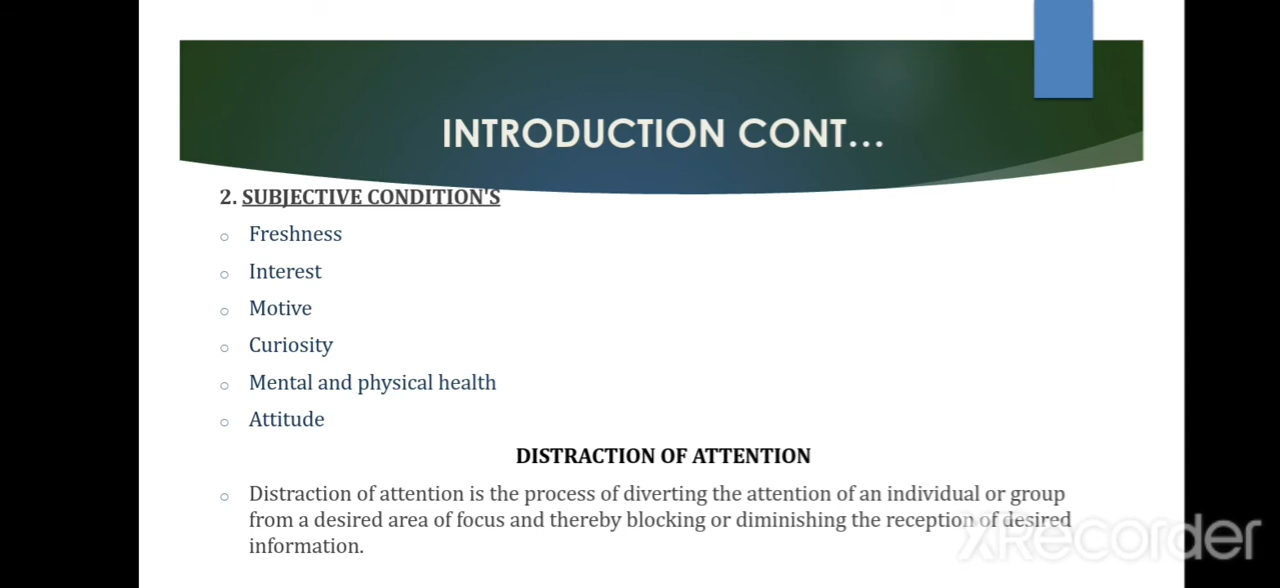 INTRODUCTION CONT...
2. SUBJECTIVE CONDITION'S
○ Freshness
○ Interest
○ Motive
○ Curiosity
○ Mental and physical health
○ Attitude
DISTRACTION OF ATTENTION
○ Distraction of attention is the process of diverting the attention of an individual or group
from a desired area of focus and thereby blocking or diminishing the reception of desired
information.
XRecorder